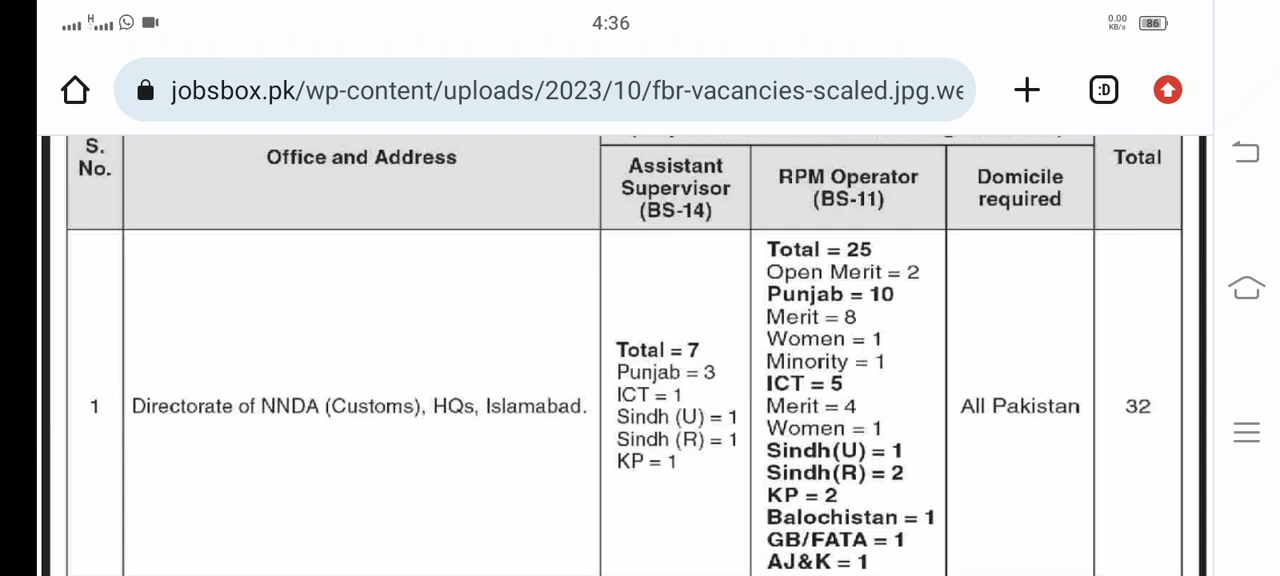 H
4:36
0.00
KB/s
86
jobsbox.pk/wp-content/uploads/2023/10/fbr-vacancies-scaled.jpg.we
:D
S.
No.
Office and Address
Assistant
Supervisor
(BS-14)
RPM Operator
(BS-11)
Domicile
required
Total
1
Directorate of NNDA (Customs), HQs, Islamabad.
Total = 7
Punjab = 3
ICT = 1
Sindh (U) = 1
Sindh (R) = 1
KP = 1
Total = 25
Open Merit = 2
Punjab = 10
Merit = 8
Women = 1
Minority = 1
ICT = 5
Merit = 4
Women = 1
Sindh(U) = 1
Sindh(R) = 2
KP = 2
Balochistan = 1
GB/FATA = 1
AJ&K = 1
All Pakistan
32